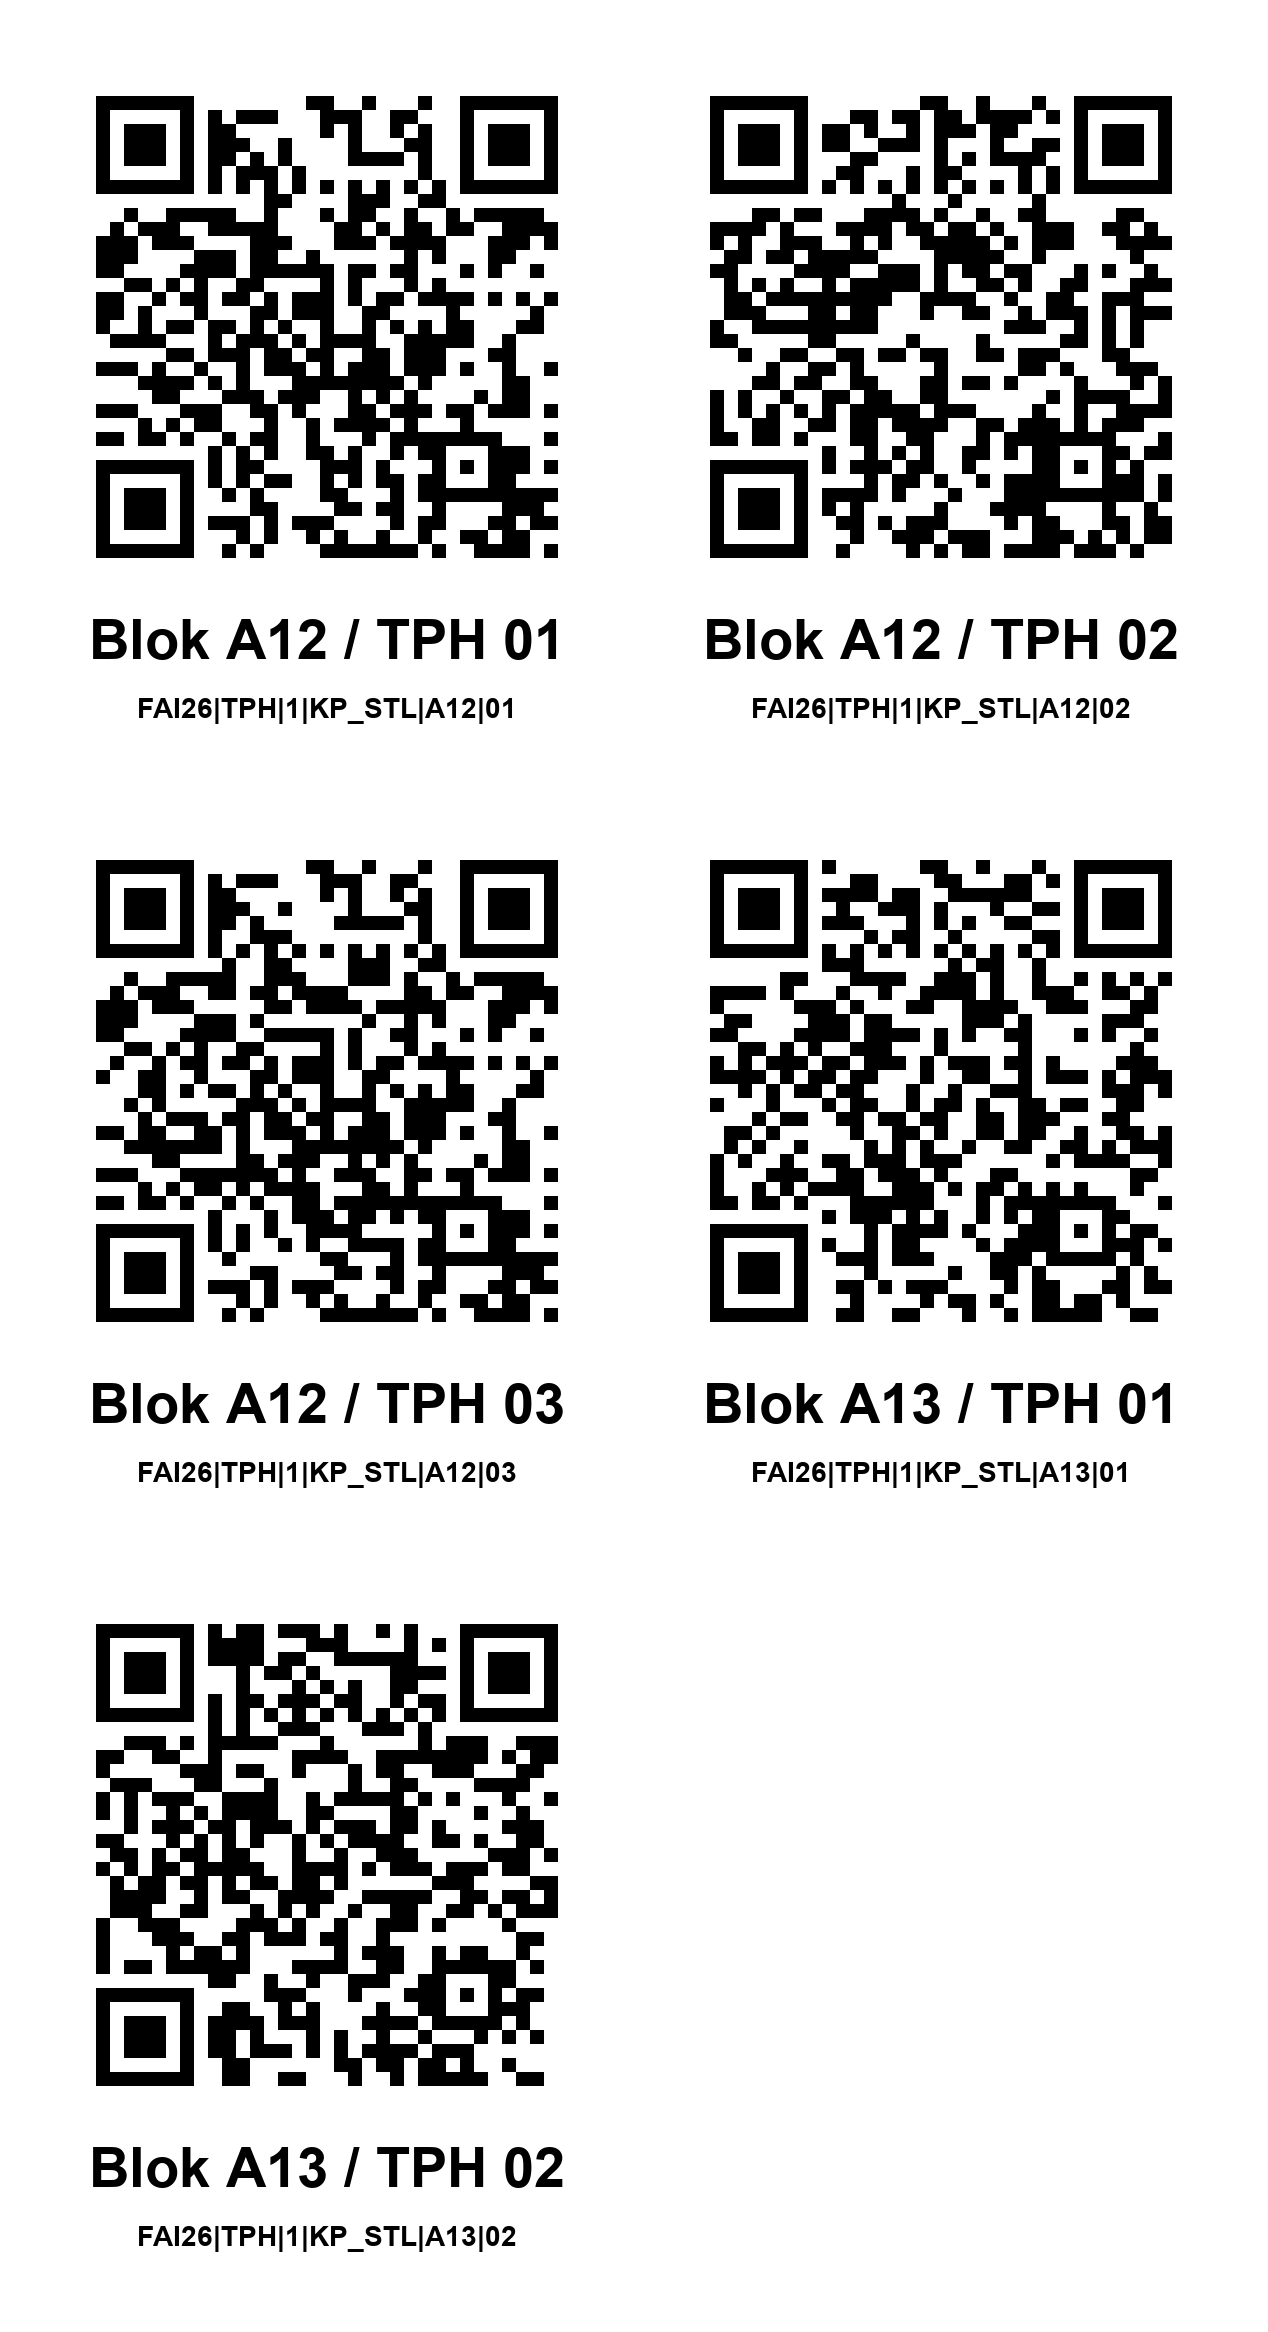 Blok A12 / TPH 01
FAI26|TPH|1|KP_STL|A12|01
Blok A12 / TPH 02
FAI26|TPH|1|KP_STL|A12|02
Blok A12 / TPH 03
FAI26|TPH|1|KP_STL|A12|03
Blok A13 / TPH 01
FAI26|TPH|1|KP_STL|A13|01
Blok A13 / TPH 02
FAI26|TPH|1|KP_STL|A13|02